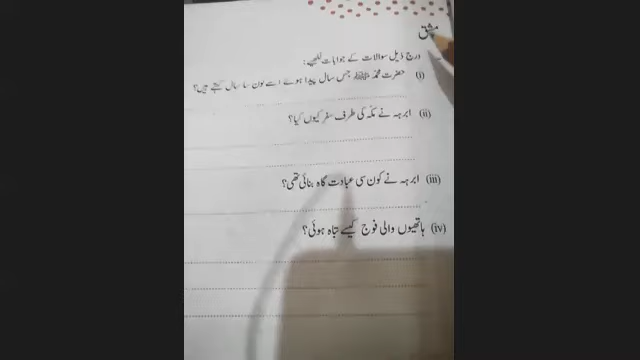 مشق
درج ذیل سوالات کے جوابات لکھیے:
(i) حضرت محمد ﷺ جس سال پیدا ہوئے اسے کون سا سال کہتے ہیں؟
(ii) ابرہہ نے مکہ کی طرف سفر کیوں کیا؟
(iii) ابرہہ نے کون سی عبادت گاہ بنائی تھی؟
(iv) ہاتھیوں والی فوج کیسے تباہ ہوئی؟